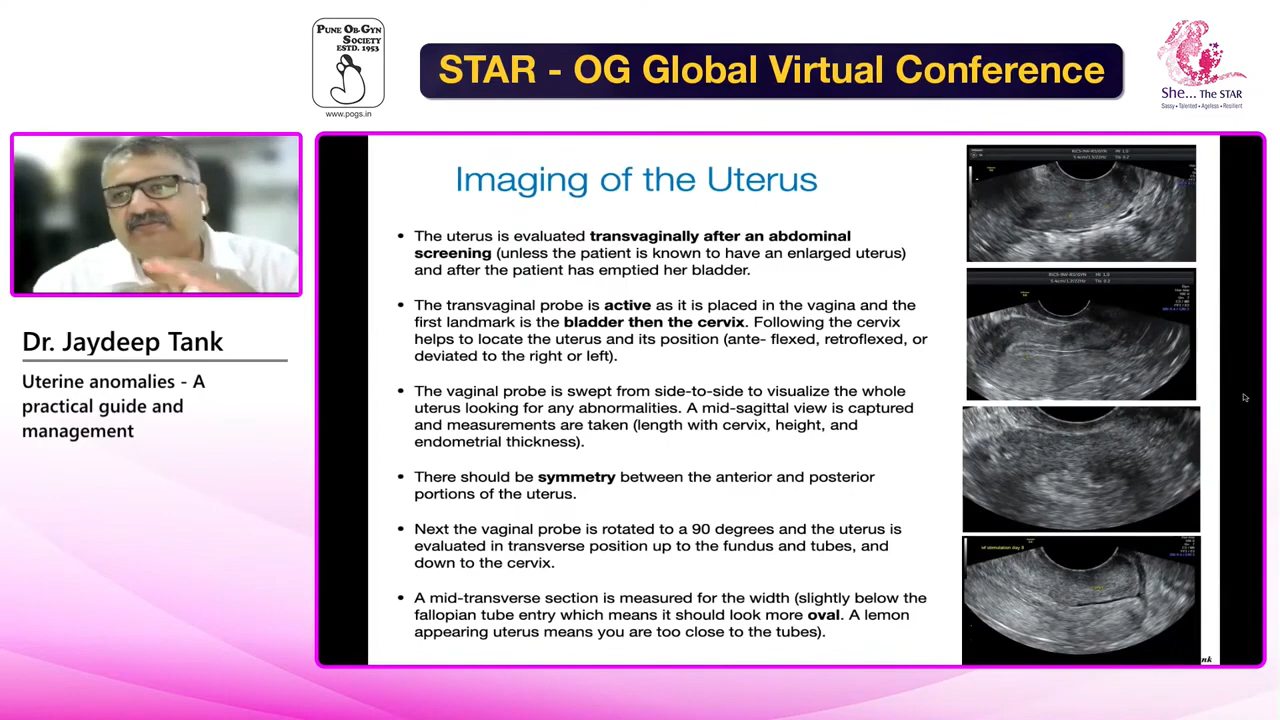 PUNE OB-GYN
SOCIETY
ESTD. 1953
www.pogs.in
STAR - OG Global Virtual Conference
She... The STAR
Sassy • Talented • Ageless • Resilient
Dr. Jaydeep Tank
Uterine anomalies - A
practical guide and
management
Imaging of the Uterus
• The uterus is evaluated transvaginally after an abdominal
screening (unless the patient is known to have an enlarged uterus)
and after the patient has emptied her bladder.
• The transvaginal probe is active as it is placed in the vagina and the
first landmark is the bladder then the cervix. Following the cervix
helps to locate the uterus and its position (ante- flexed, retroflexed, or
deviated to the right or left).
• The vaginal probe is swept from side-to-side to visualize the whole
uterus looking for any abnormalities. A mid-sagittal view is captured
and measurements are taken (length with cervix, height, and
endometrial thickness).
• There should be symmetry between the anterior and posterior
portions of the uterus.
• Next the vaginal probe is rotated to a 90 degrees and the uterus is
evaluated in transverse position up to the fundus and tubes, and
down to the cervix.
• A mid-transverse section is measured for the width (slightly below the
fallopian tube entry which means it should look more oval. A lemon
appearing uterus means you are too close to the tubes).